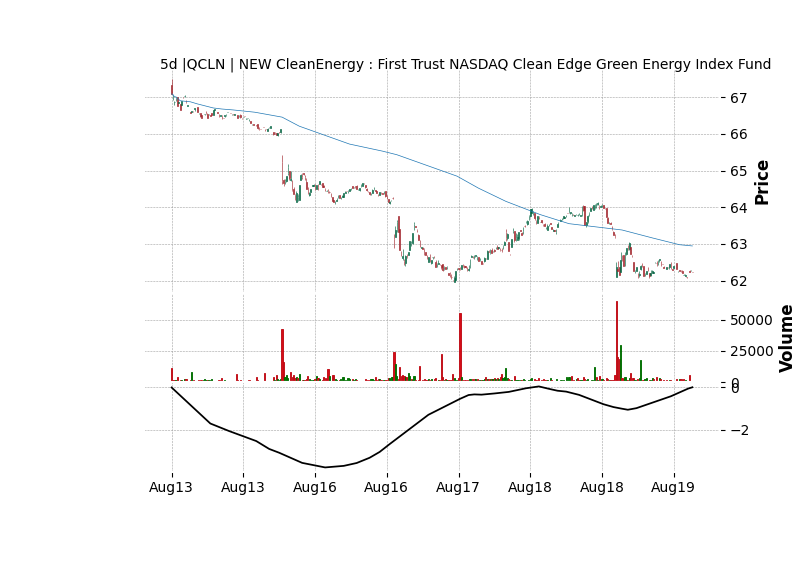 5d |QCLN | NEW CleanEnergy : First Trust NASDAQ Clean Edge Green Energy Index Fund
67
66
65
64
63
62
Price
50000
25000
0
Volume
0
−2
Aug13 Aug13 Aug16 Aug16 Aug17 Aug18 Aug18 Aug19